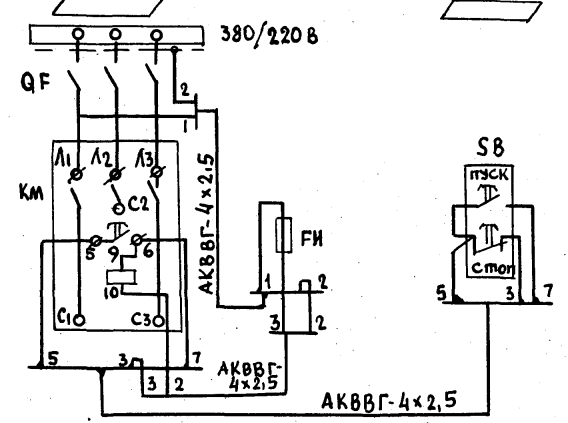 380/220 В
QF
2
1
Л1 Л2 Л3
КМ
С2
5 9 6
10
С1 С3
АКВВГ-4×2,5
FИ
1 2
3 2
SB
ПУСК
СТОП
5 3 7
5 3 7
3 2
АКВВГ-
4×2,5
АКВВГ-4×2,5